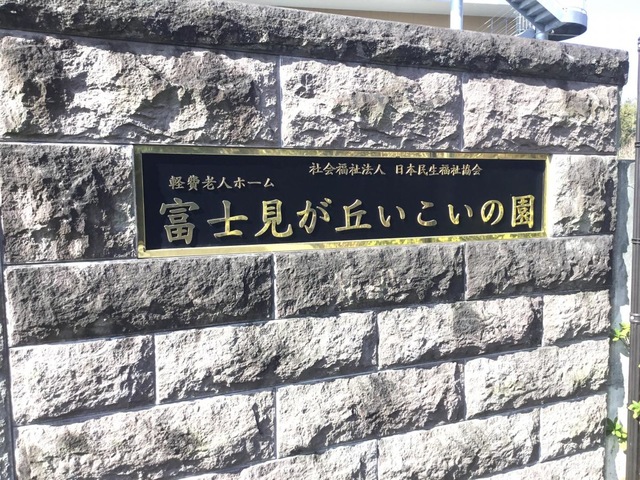 社会福祉法人 日本民生福祉協会
軽費老人ホーム
富士見が丘いこいの園